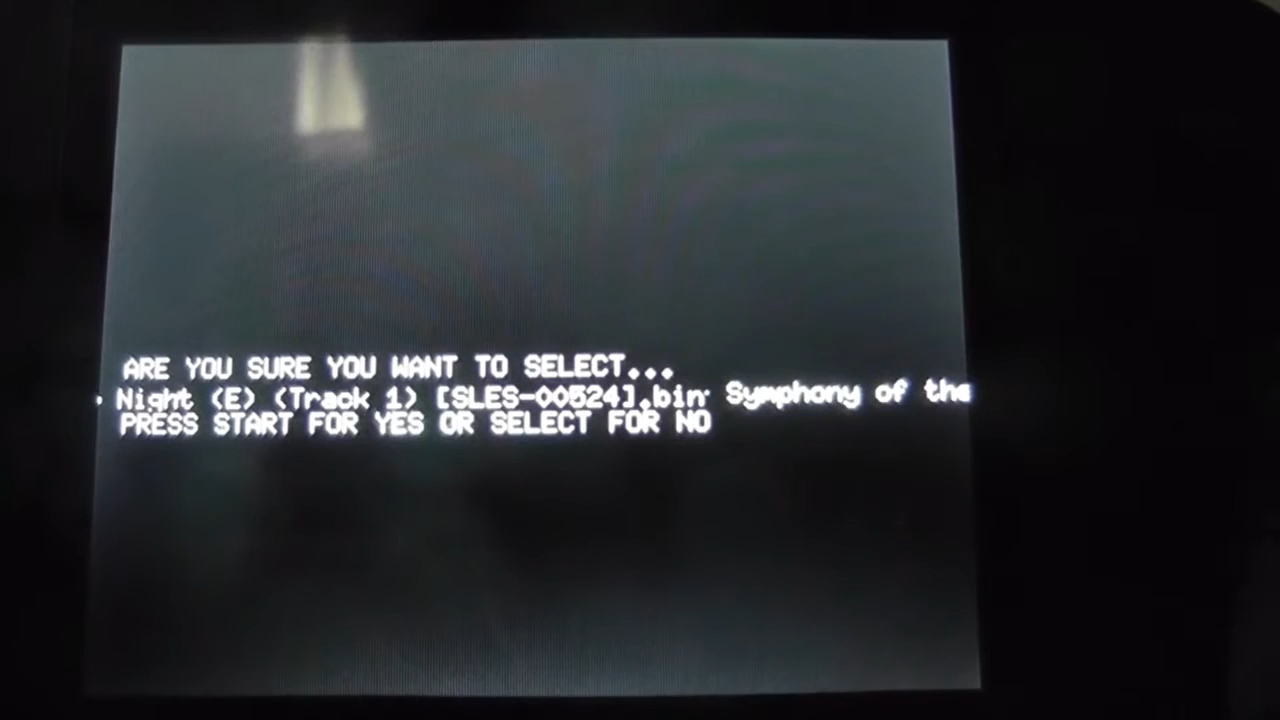 ARE YOU SURE YOU WANT TO SELECT...
Night (E) (Track 1) [SLES-00524].bin Symphony of the
PRESS START FOR YES OR SELECT FOR NO